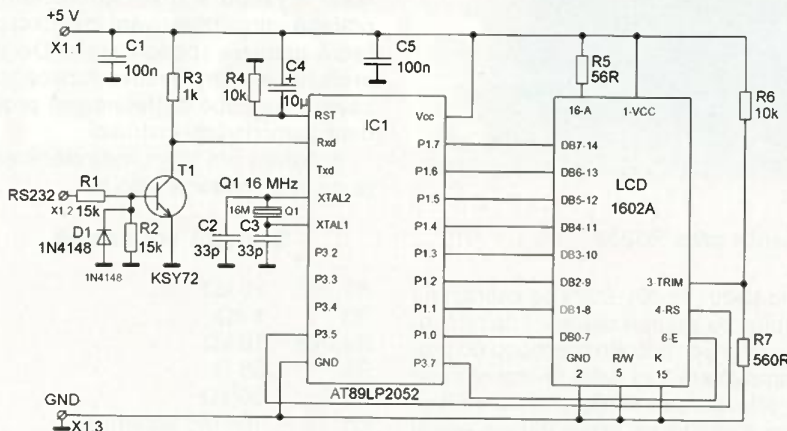 +5 V
X1.1
C1
100n
R3
1k
R4
10k
C4
+
10µ
C5
100n
R5
56R
R6
10k
IC1
RST
Rxd
Txd
XTAL2
XTAL1
P3.2
P3.3
P3.4
P3.5
GND
Vcc
P1.7
P1.6
P1.5
P1.4
P1.3
P1.2
P1.1
P1.0
P3.7
AT89LP2052
16-A
1-VCC
DB7-14
DB6-13
DB5-12
DB4-11
DB3-10
DB2-9
DB1-8
DB0-7
LCD
1602A
3-TRIM
4-RS
6-E
GND
2
R/W
5
K
15
R7
560R
T1
KSY72
RS232
X1.2
R1
15k
D1
1N4148
1N4148
R2
15k
Q1 16 MHz
16M
Q1
C2
33p
C3
33p
GND
X1.3